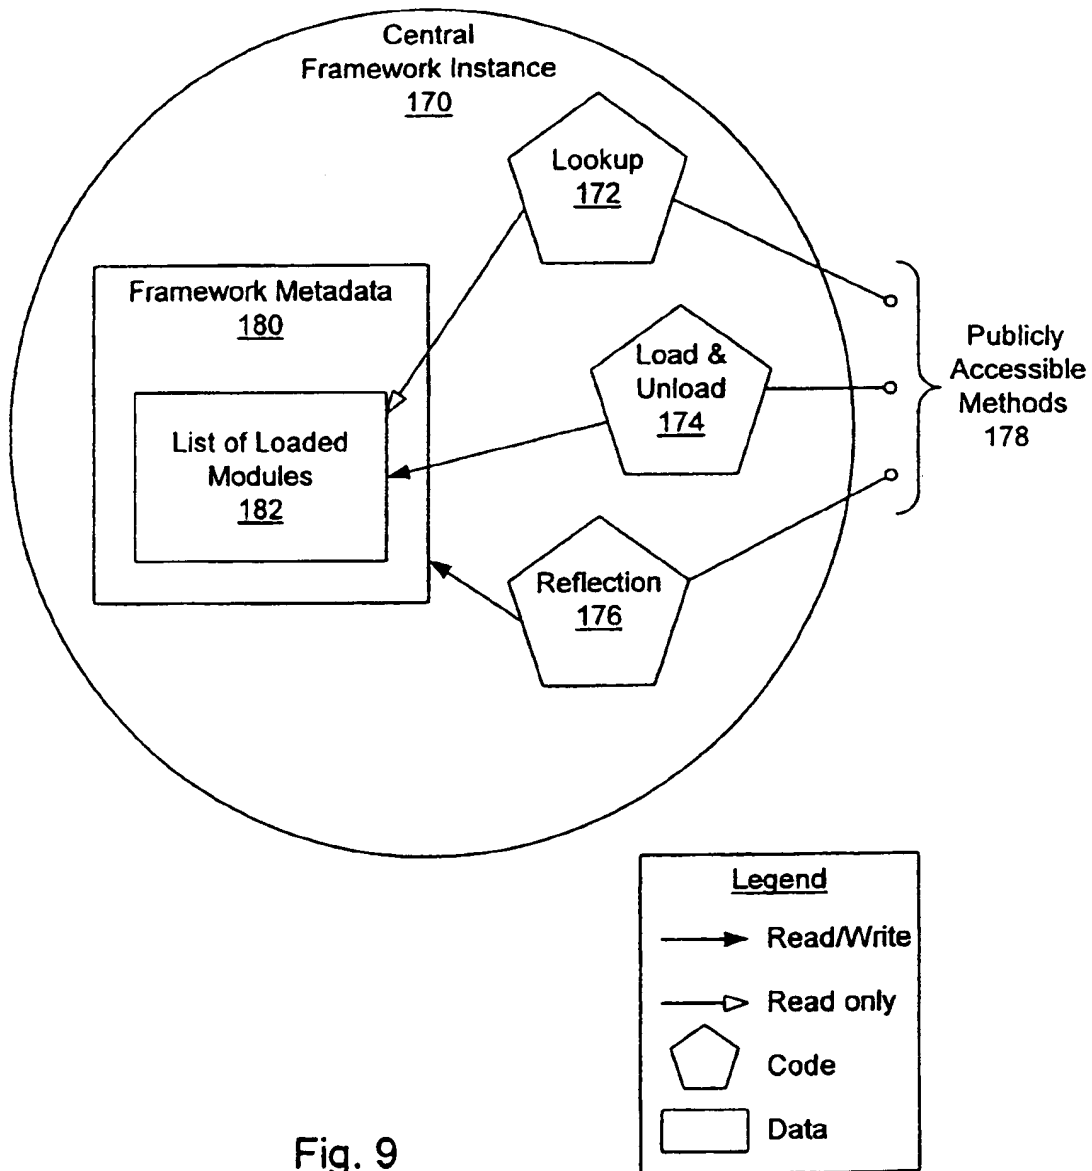 Central
Framework Instance
170
Lookup
172
Framework Metadata
180
List of Loaded
Modules
182
Load &
Unload
174
Reflection
176
Publicly
Accessible
Methods
178
Legend
Read/Write
Read only
Code
Data
Fig. 9